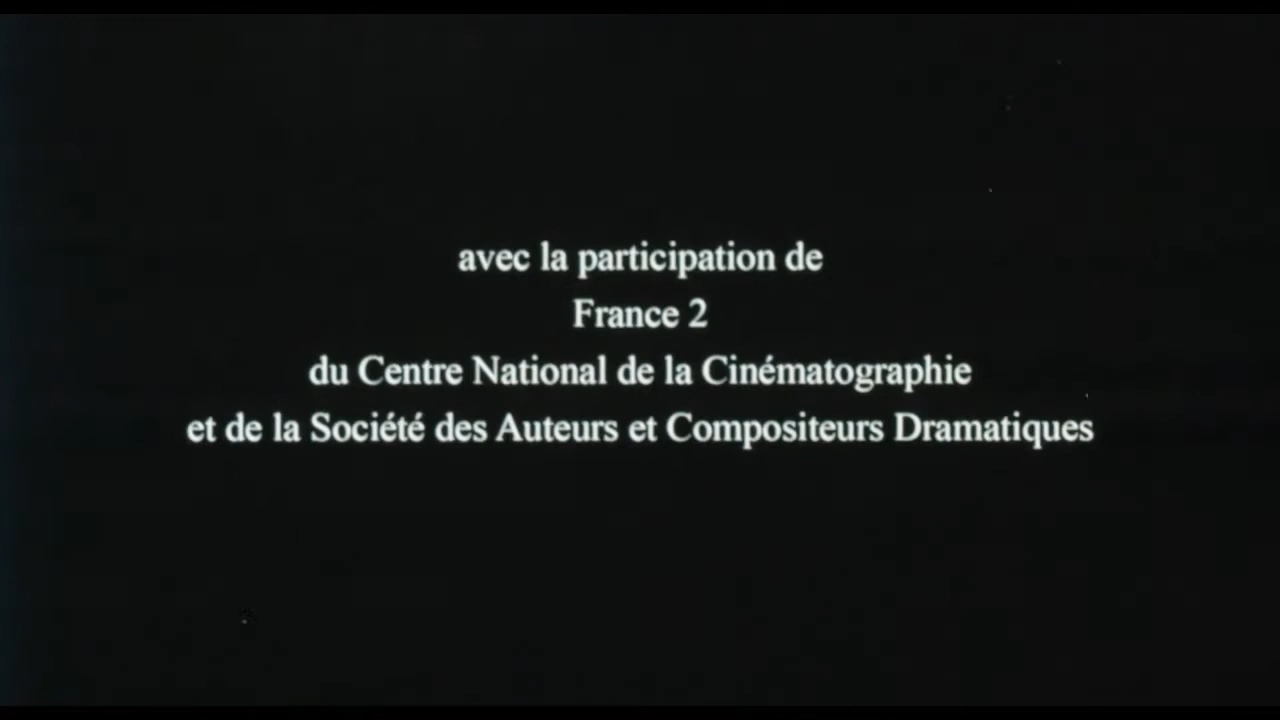 avec la participation de
France 2
du Centre National de la Cinématographie
et de la Société des Auteurs et Compositeurs Dramatiques